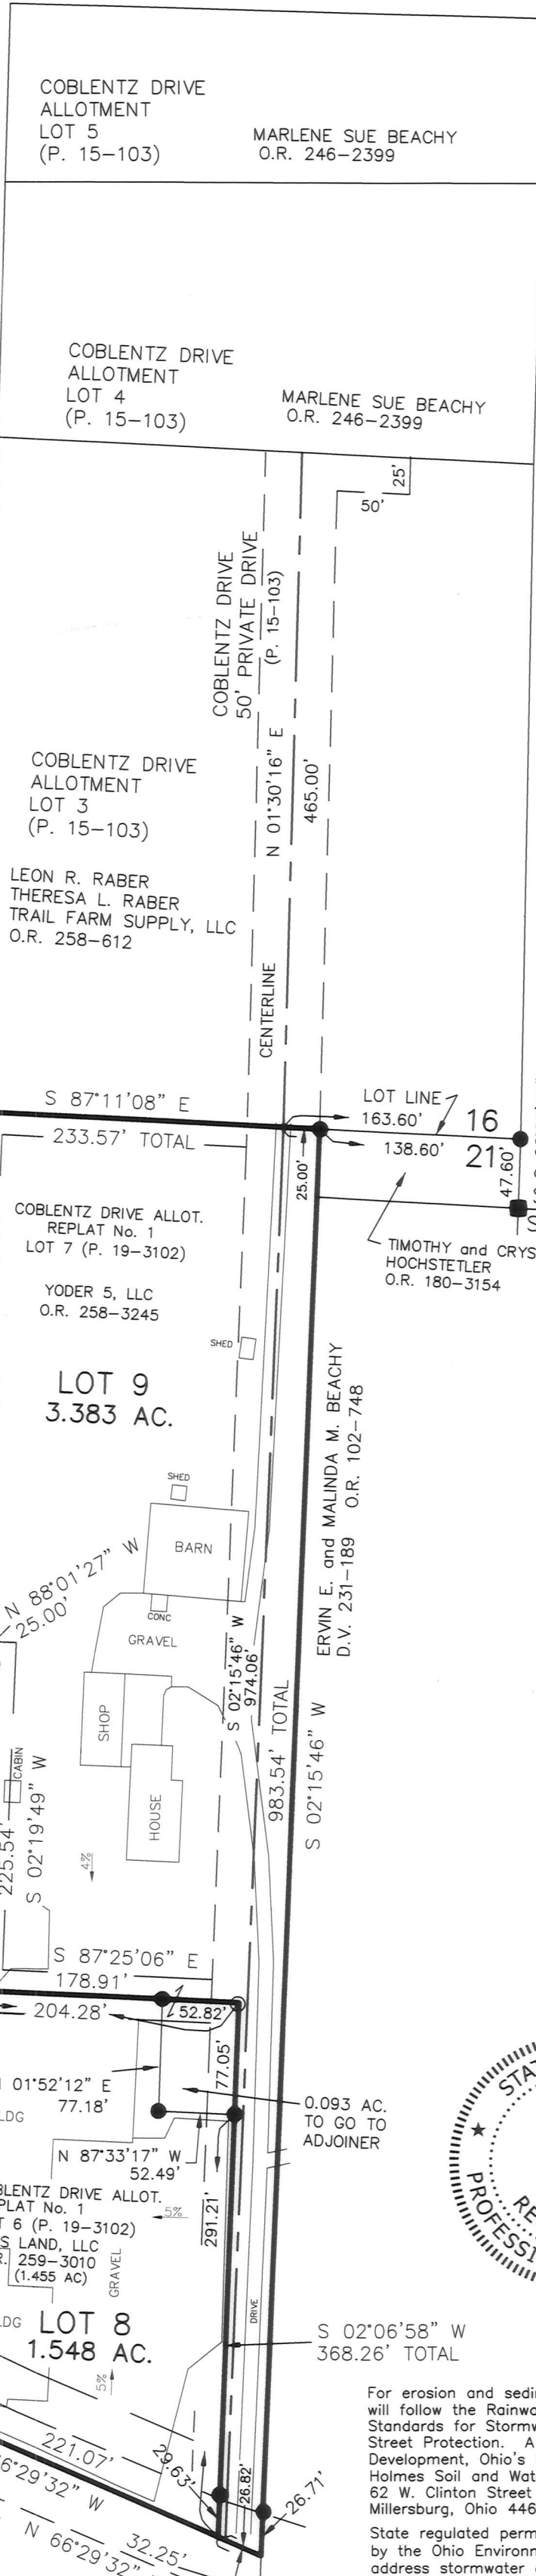 COBLENTZ DRIVE
ALLOTMENT
LOT 5
(P. 15-103)
MARLENE SUE BEACHY
O.R. 246-2399
COBLENTZ DRIVE
ALLOTMENT
LOT 4
(P. 15-103)
MARLENE SUE BEACHY
O.R. 246-2399
25'
50'
COBLENTZ DRIVE
50' PRIVATE DRIVE
(P. 15-103)
N 01°30'16" E
465.00'
COBLENTZ DRIVE
ALLOTMENT
LOT 3
(P. 15-103)
LEON R. RABER
THERESA L. RABER
TRAIL FARM SUPPLY, LLC
O.R. 258-612
CENTERLINE
S 87°11'08" E
233.57' TOTAL
LOT LINE
163.60'
16
138.60'
21
47.60'
25.00'
TIMOTHY and CRYS
HOCHSTETLER
O.R. 180-3154
COBLENTZ DRIVE ALLOT.
REPLAT No. 1
LOT 7 (P. 19-3102)
YODER 5, LLC
O.R. 258-3245
SHED
LOT 9
3.383 AC.
ERVIN E. and MALINDA M. BEACHY
D.V. 231-189 O.R. 102-748
SHED
BARN
N 88°01'27" W
25.00'
CONC
GRAVEL
S 02°15'46" W
974.06'
SHOP
983.54' TOTAL
S 02°15'46" W
CABIN
HOUSE
225.54'
S 02°19'49" W
4%
S 87°25'06" E
178.91'
204.28'
52.82'
77.05'
01°52'12" E
77.18'
0.093 AC.
TO GO TO
ADJOINER
LDG
N 87°33'17" W
52.49'
BLENTZ DRIVE ALLOT.
PLAT No. 1
T 6 (P. 19-3102)
S LAND, LLC
R. 259-3010
(1.455 AC)
5%
291.21'
GRAVEL
LDG
LOT 8
1.548 AC.
5%
DRIVE
S 02°06'58" W
368.26' TOTAL
STAT
PROFESSI
RE
221.07'
6°29'32" W
29.63'
26.82'
26.71'
32.25'
N 66°29'32"
For erosion and sedi
will follow the Rainwa
Standards for Stormw
Street Protection. A
Development, Ohio's
Holmes Soil and Wat
62 W. Clinton Street
Millersburg, Ohio 446
State regulated perm
by the Ohio Environm
address stormwater